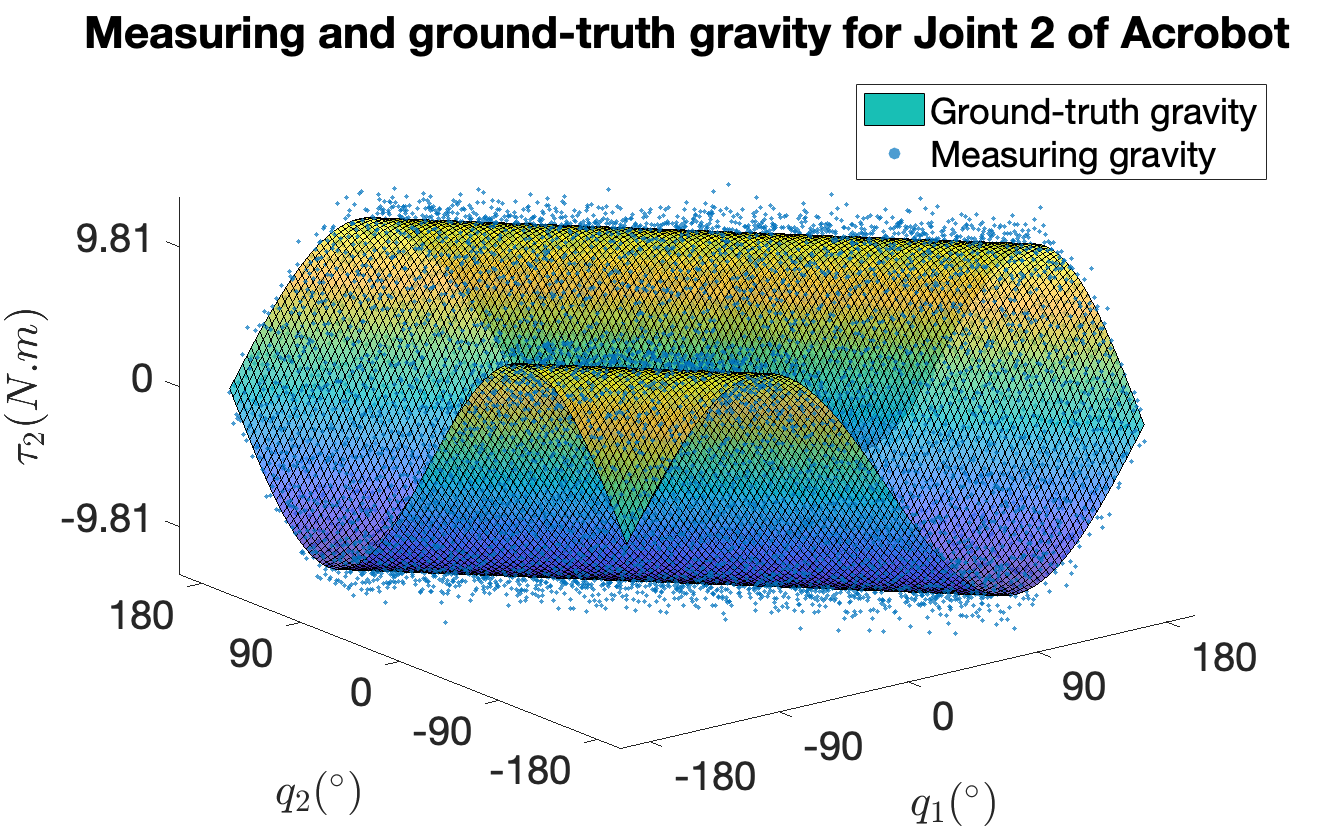 Measuring and ground-truth gravity for Joint 2 of Acrobot
Ground-truth gravity
Measuring gravity
9.81
0
-9.81
τ₂(N.m)
180
90
0
-90
-180
q₂(°)
-180
-90
0
90
180
q₁(°)